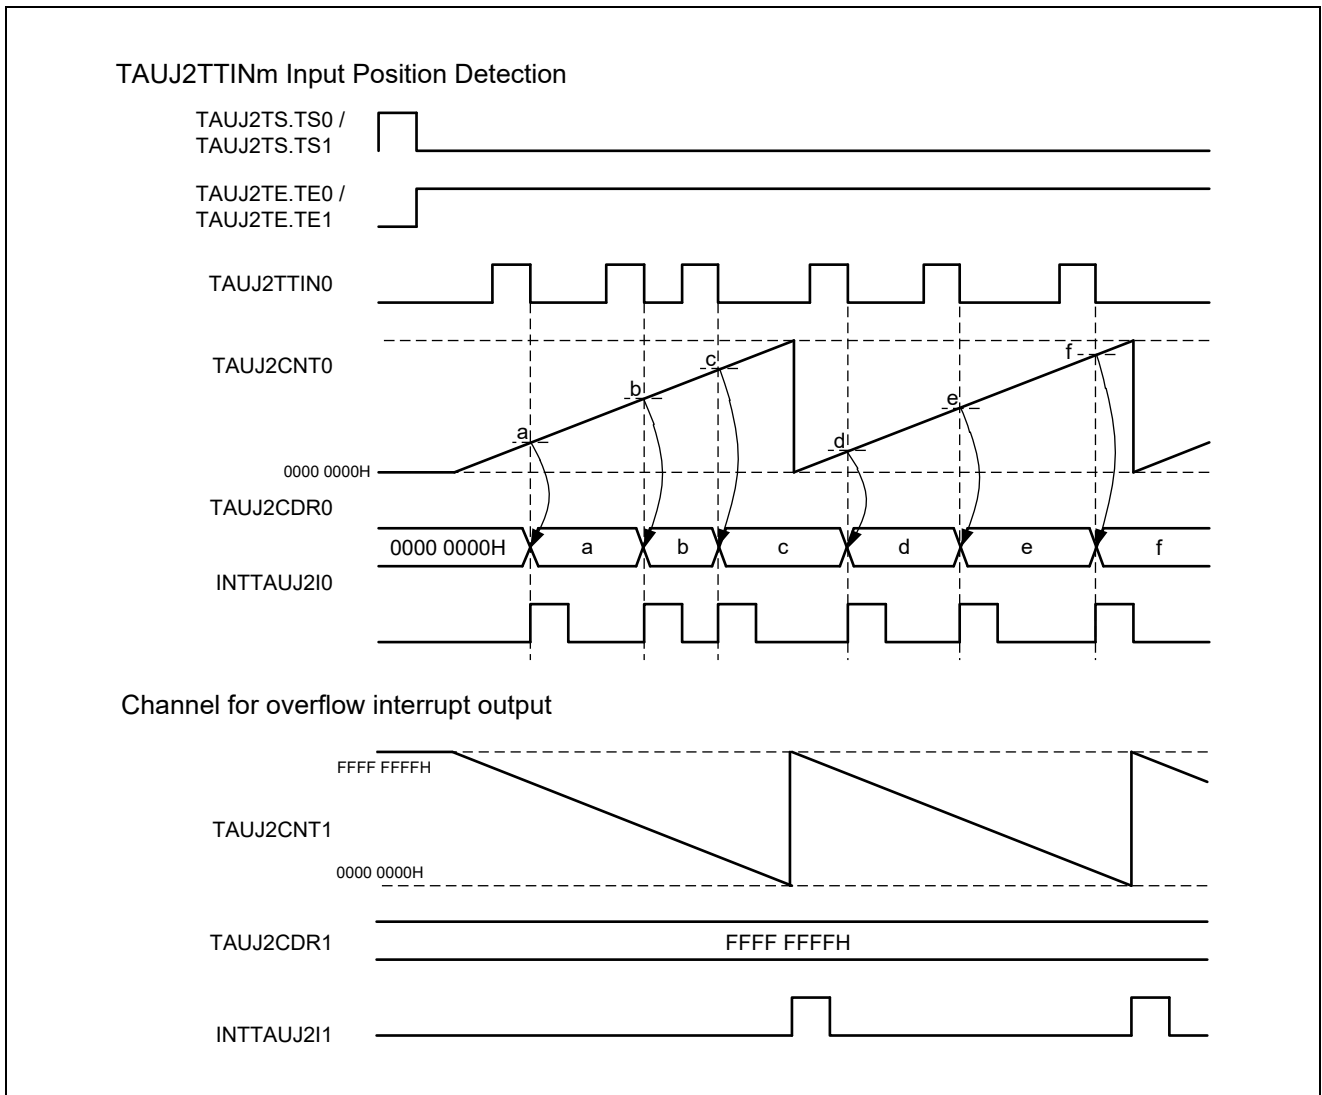 TAUJ2TTINm Input Position Detection
TAUJ2TS.TS0 /
TAUJ2TS.TS1
TAUJ2TE.TE0 /
TAUJ2TE.TE1
TAUJ2TTIN0
TAUJ2CNT0
a
b
c
d
e
f
0000 0000H
TAUJ2CDR0
0000 0000H a b c d e f
INTTAUJ2I0
Channel for overflow interrupt output
FFFF FFFFH
TAUJ2CNT1
0000 0000H
TAUJ2CDR1 FFFF FFFFH
INTTAUJ2I1